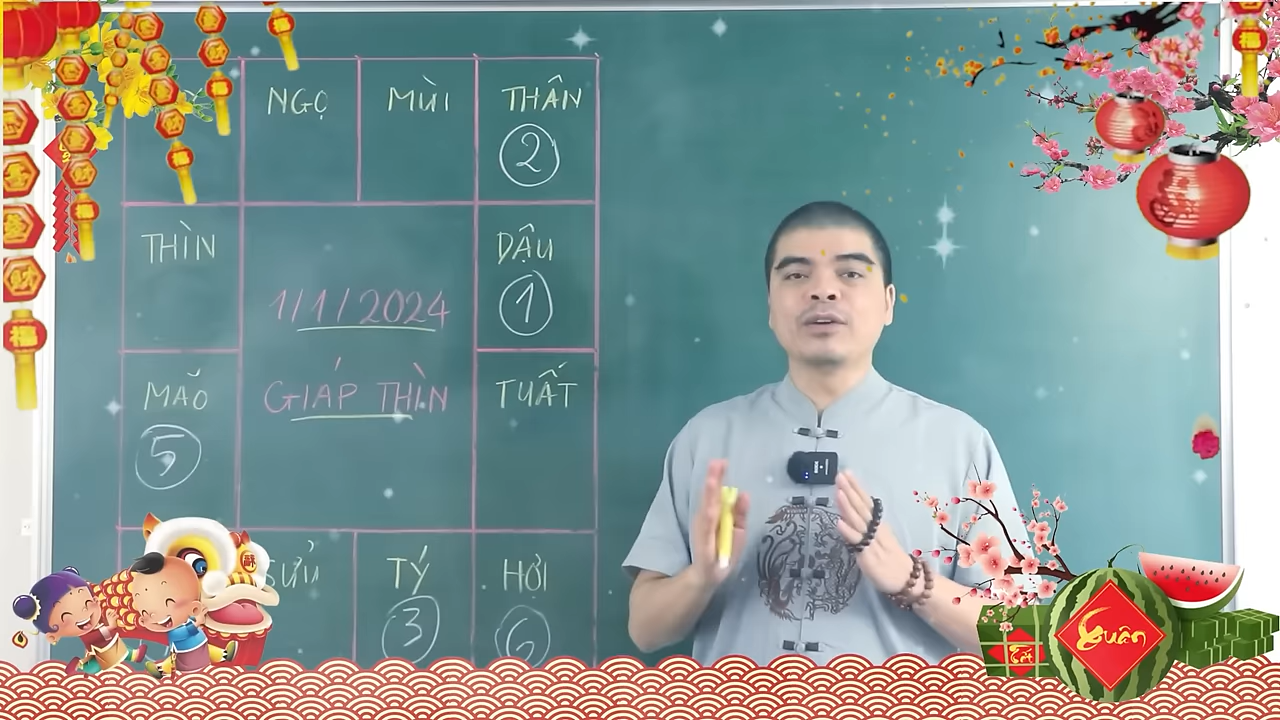 NGỌ
MÙI
THÂN
2
THÌN
DẬU
1
1/1/2024
GIÁP THÌN
MÃO
5
TUẤT
SỬU
TÝ
3
HỢI
6
Xuân
Tết
福